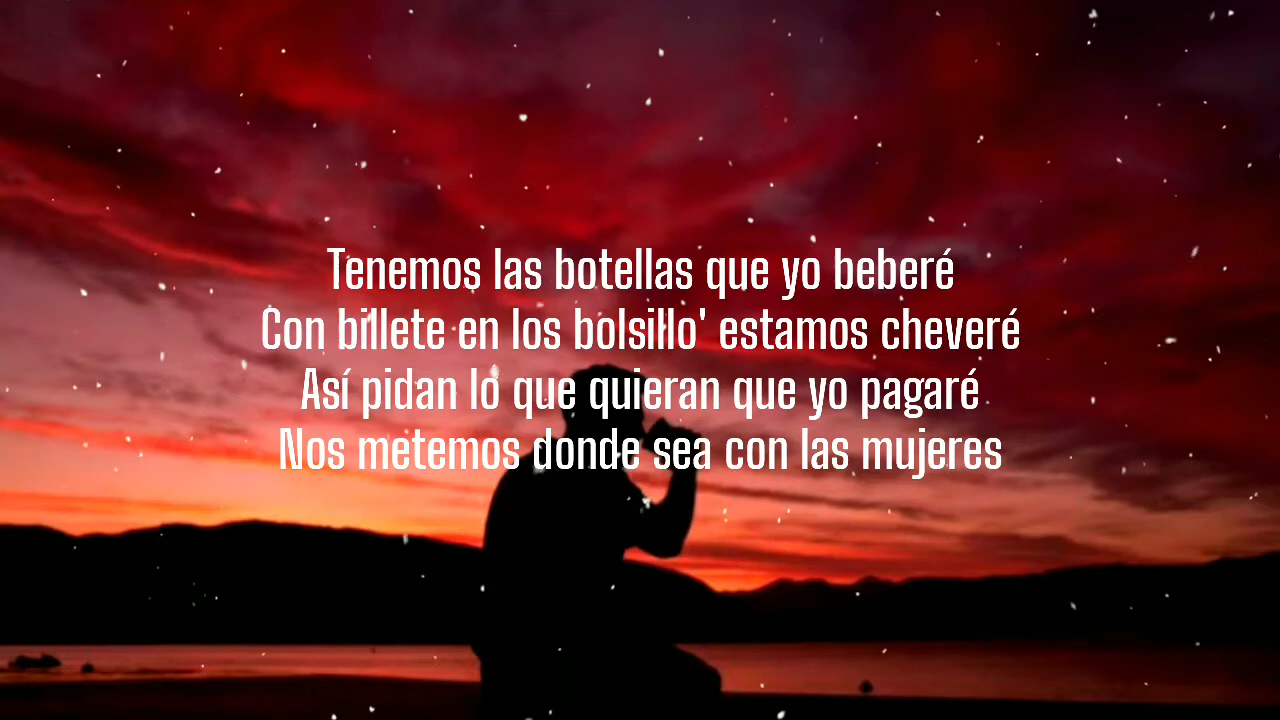 Tenemos las botellas que yo beberé
Con billete en los bolsillo' estamos cheveré
Así pidan lo que quieran que yo pagaré
Nos metemos donde sea con las mujeres